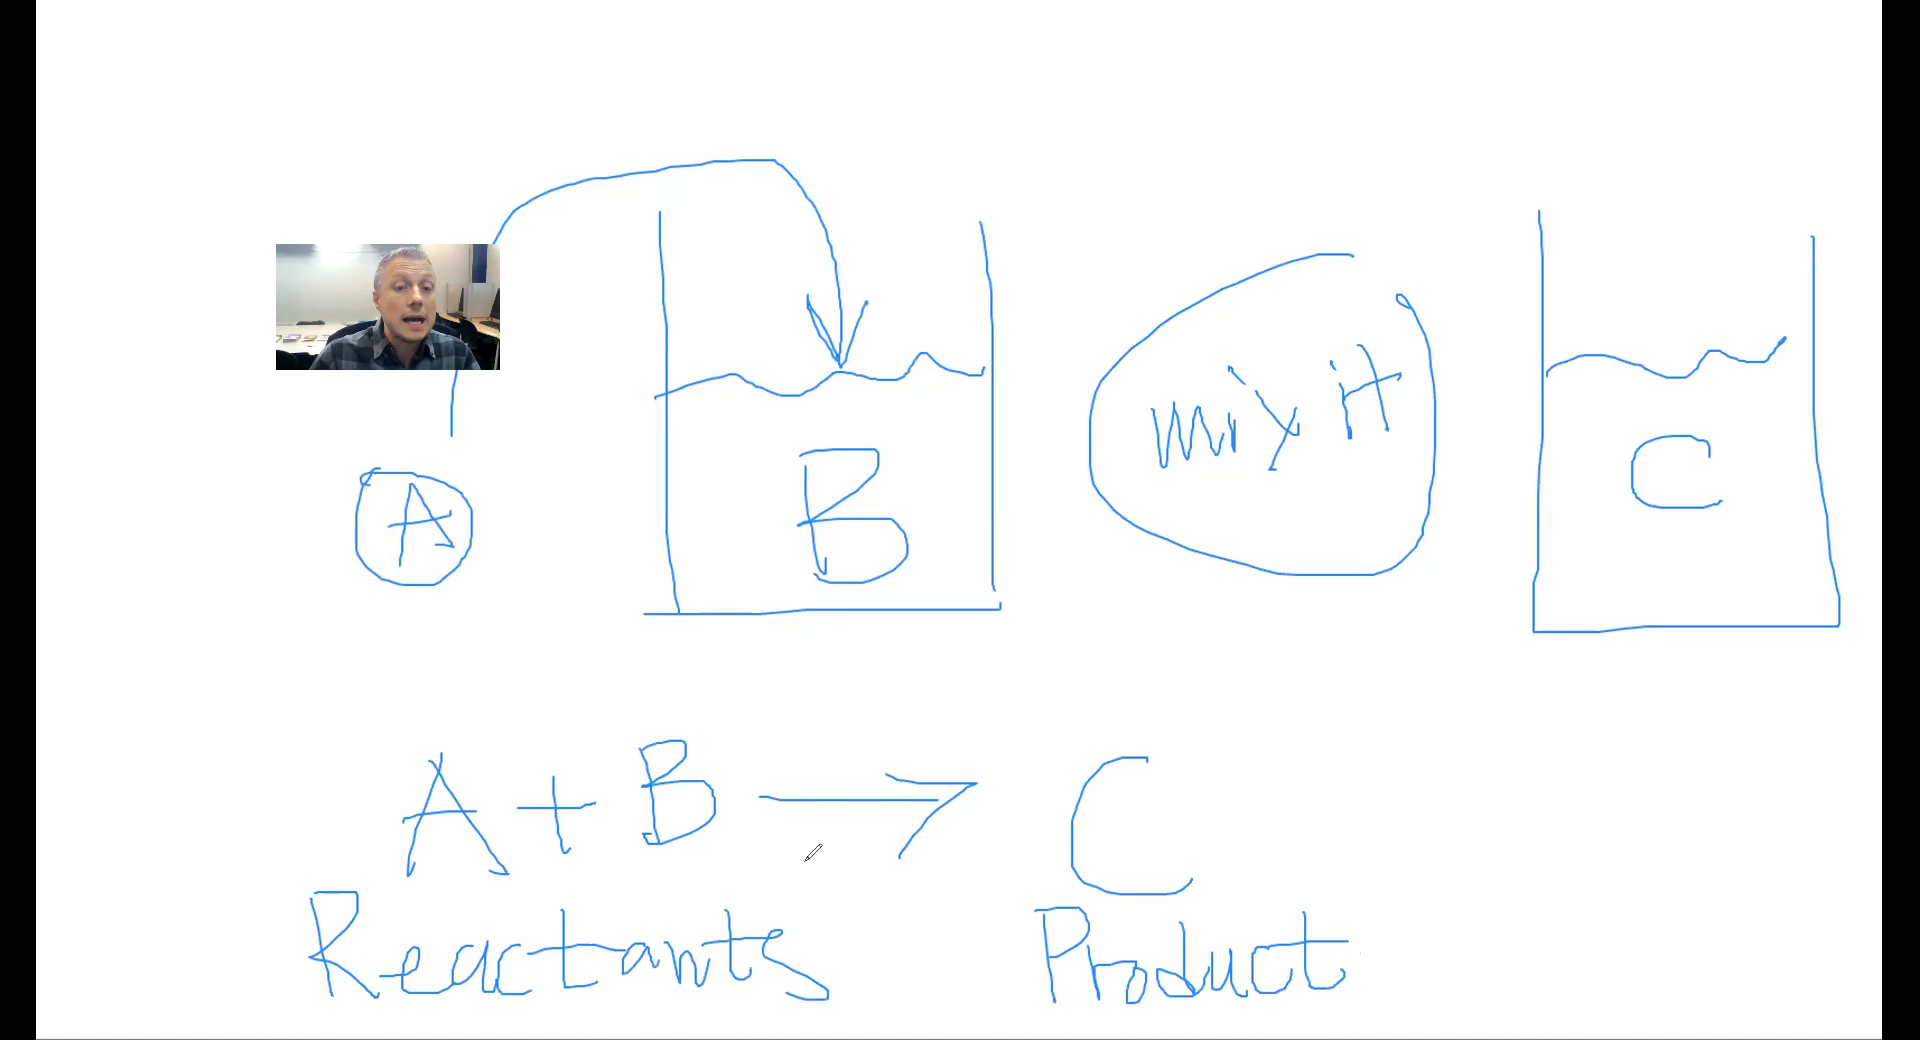 A
B
mix it
C
A + B → C
Reactants
Product